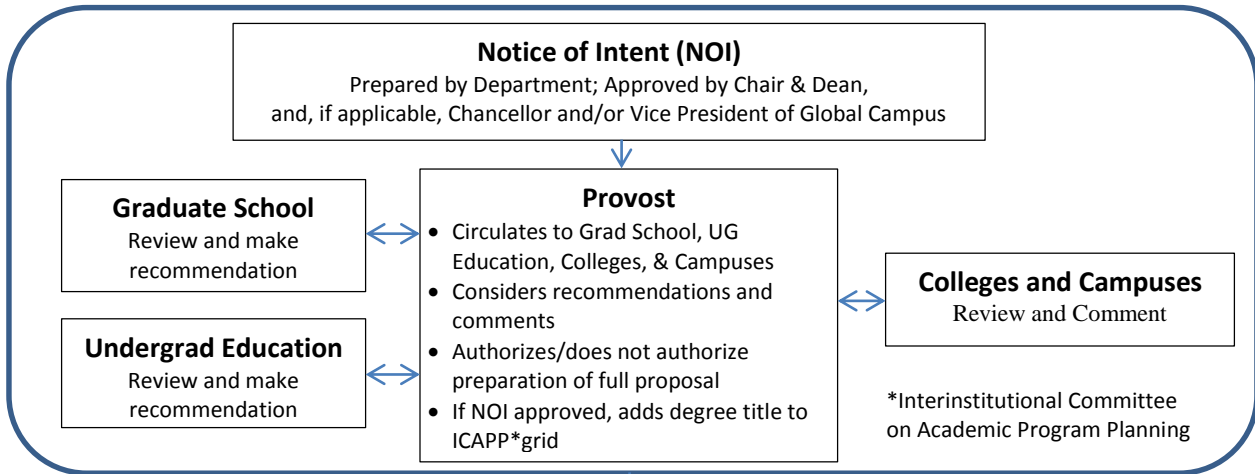 Notice of Intent (NOI)
Prepared by Department; Approved by Chair & Dean,
and, if applicable, Chancellor and/or Vice President of Global Campus
Graduate School
Review and make
recommendation
Undergrad Education
Review and make
recommendation
Provost
• Circulates to Grad School, UG
Education, Colleges, & Campuses
• Considers recommendations and
comments
• Authorizes/does not authorize
preparation of full proposal
• If NOI approved, adds degree title to
ICAPP*grid
Colleges and Campuses
Review and Comment
*Interinstitutional Committee
on Academic Program Planning